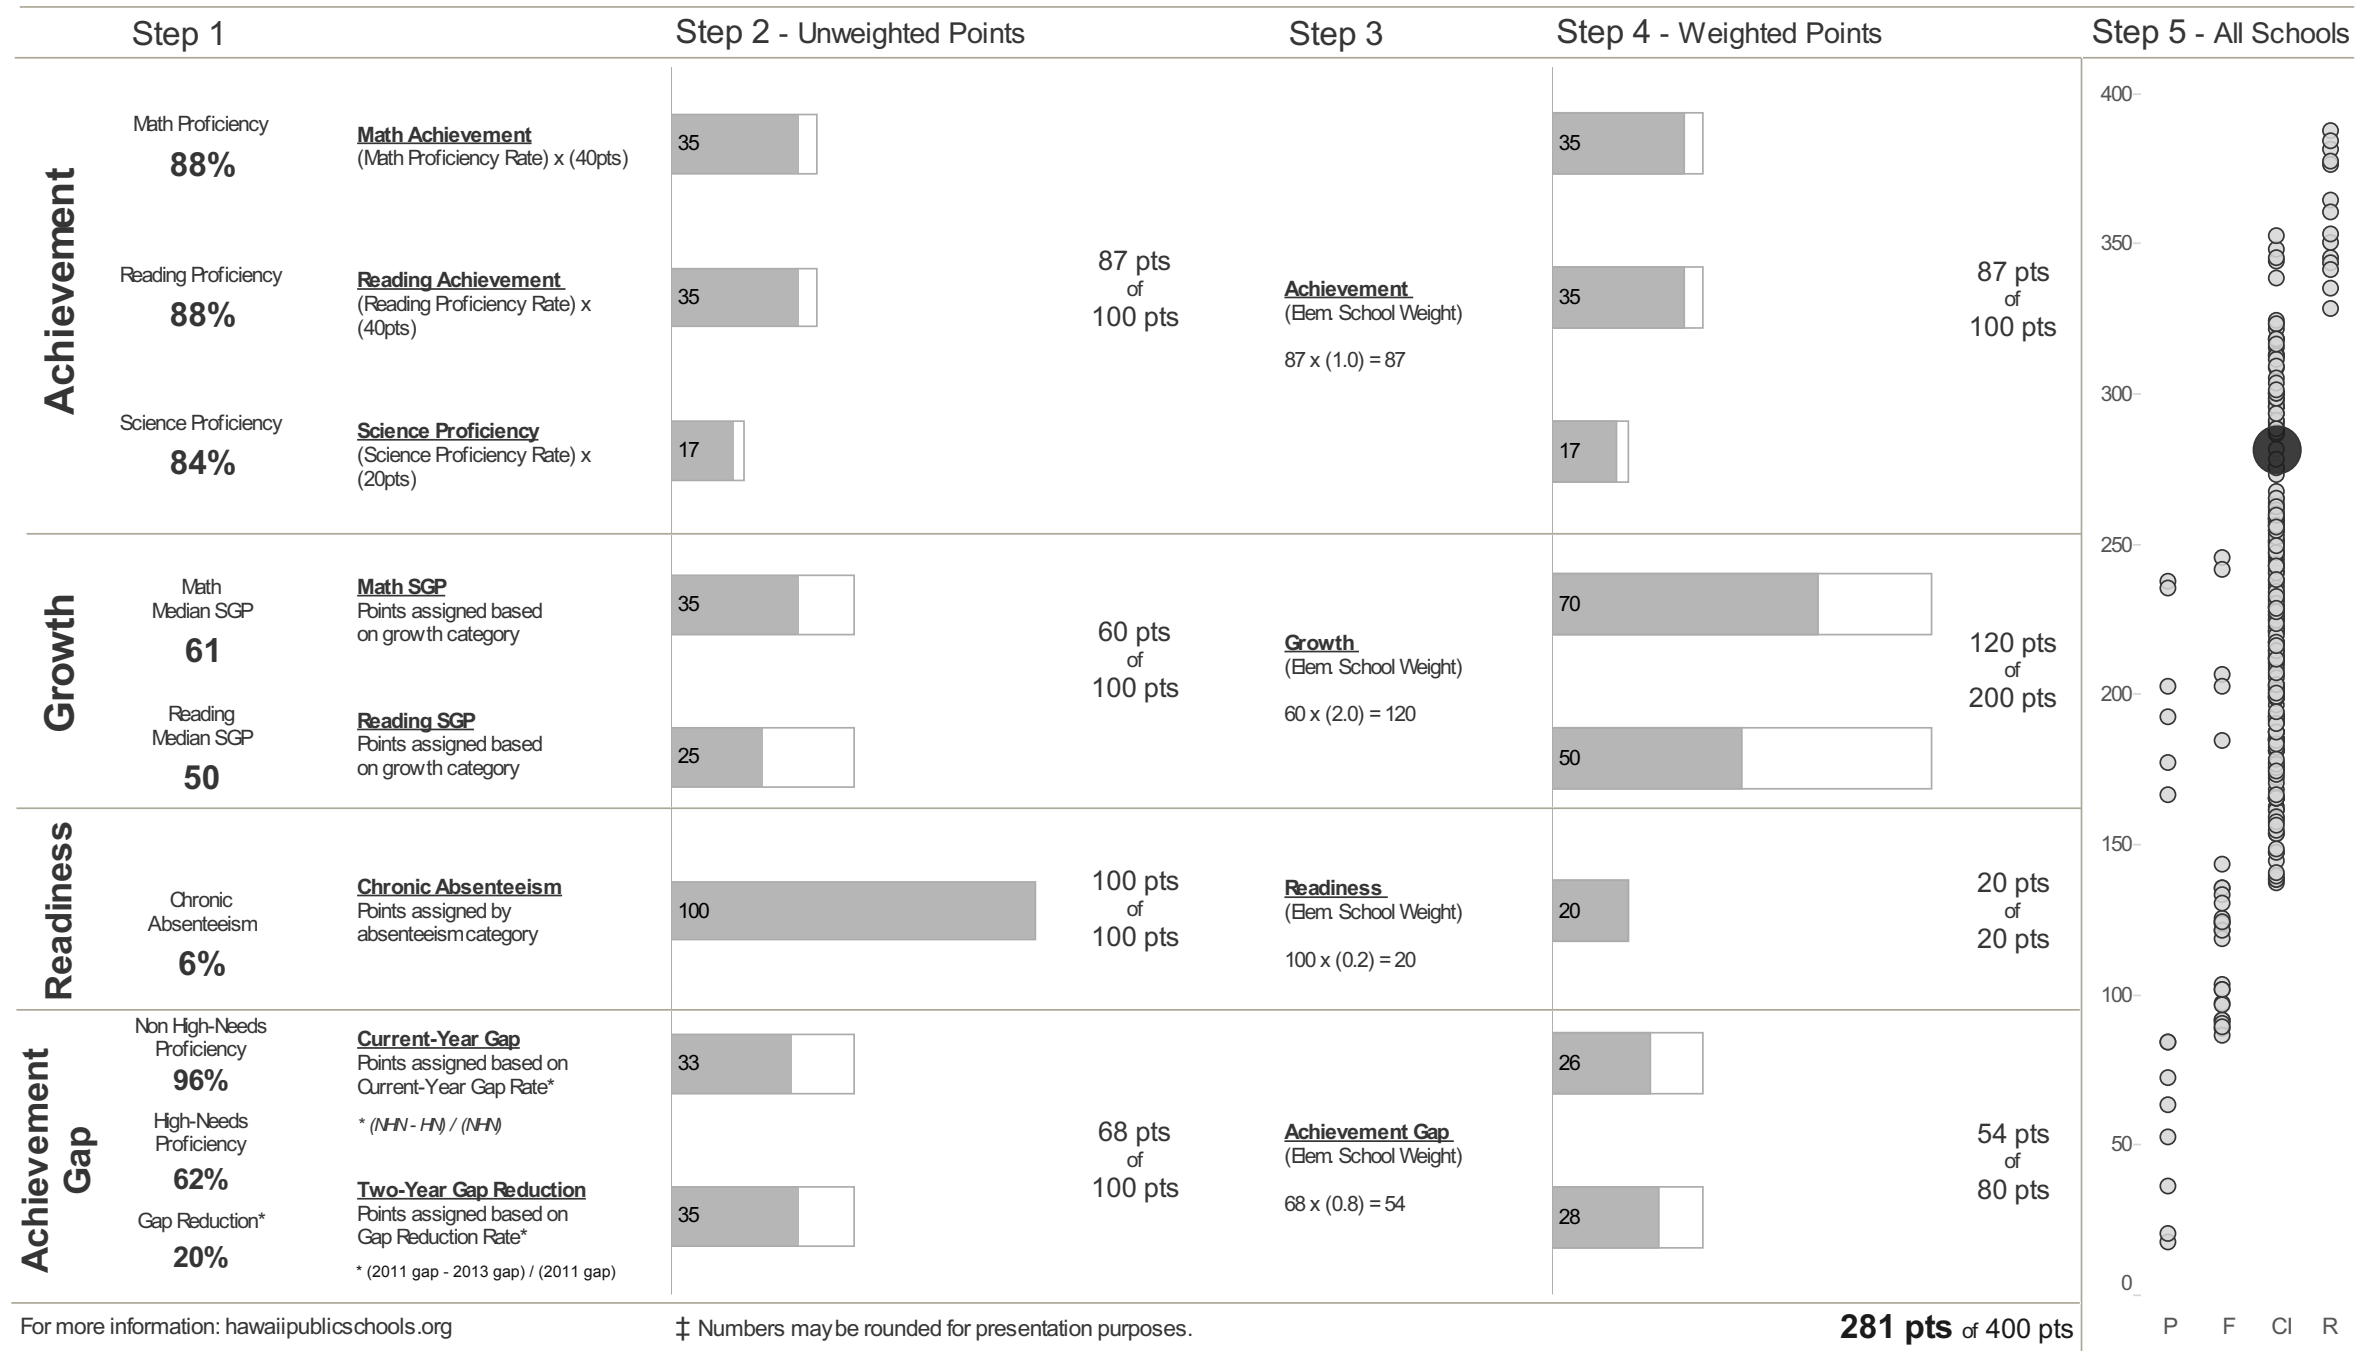 Step 1
Step 2 - Unweighted Points
Step 3
Step 4 - Weighted Points
Step 5 - All Schools
Achievement
Math Proficiency
88%
Math Achievement
(Math Proficiency Rate) x (40pts)
35
35
Reading Proficiency
88%
Reading Achievement
(Reading Proficiency Rate) x
(40pts)
35
87 pts
of
100 pts
Achievement
(Elem. School Weight)
87 x (1.0) = 87
35
87 pts
of
100 pts
Science Proficiency
84%
Science Proficiency
(Science Proficiency Rate) x
(20pts)
17
17
Growth
Math
Median SGP
61
Math SGP
Points assigned based
on growth category
35
60 pts
of
100 pts
Growth
(Elem. School Weight)
60 x (2.0) = 120
70
120 pts
of
200 pts
Reading
Median SGP
50
Reading SGP
Points assigned based
on growth category
25
50
Readiness
Chronic
Absenteeism
6%
Chronic Absenteeism
Points assigned by
absenteeism category
100
100 pts
of
100 pts
Readiness
(Elem. School Weight)
100 x (0.2) = 20
20
20 pts
of
20 pts
Achievement
Gap
Non High-Needs
Proficiency
96%
High-Needs
Proficiency
62%
Gap Reduction*
20%
Current-Year Gap
Points assigned based on
Current-Year Gap Rate*
* (NHN - HN) / (NHN)
Two-Year Gap Reduction
Points assigned based on
Gap Reduction Rate*
* (2011 gap - 2013 gap) / (2011 gap)
33
35
68 pts
of
100 pts
Achievement Gap
(Elem. School Weight)
68 x (0.8) = 54
26
28
54 pts
of
80 pts
400
350
300
250
200
150
100
50
0
P F CI R
For more information: hawaiipublicschools.org
‡ Numbers may be rounded for presentation purposes.
281 pts of 400 pts